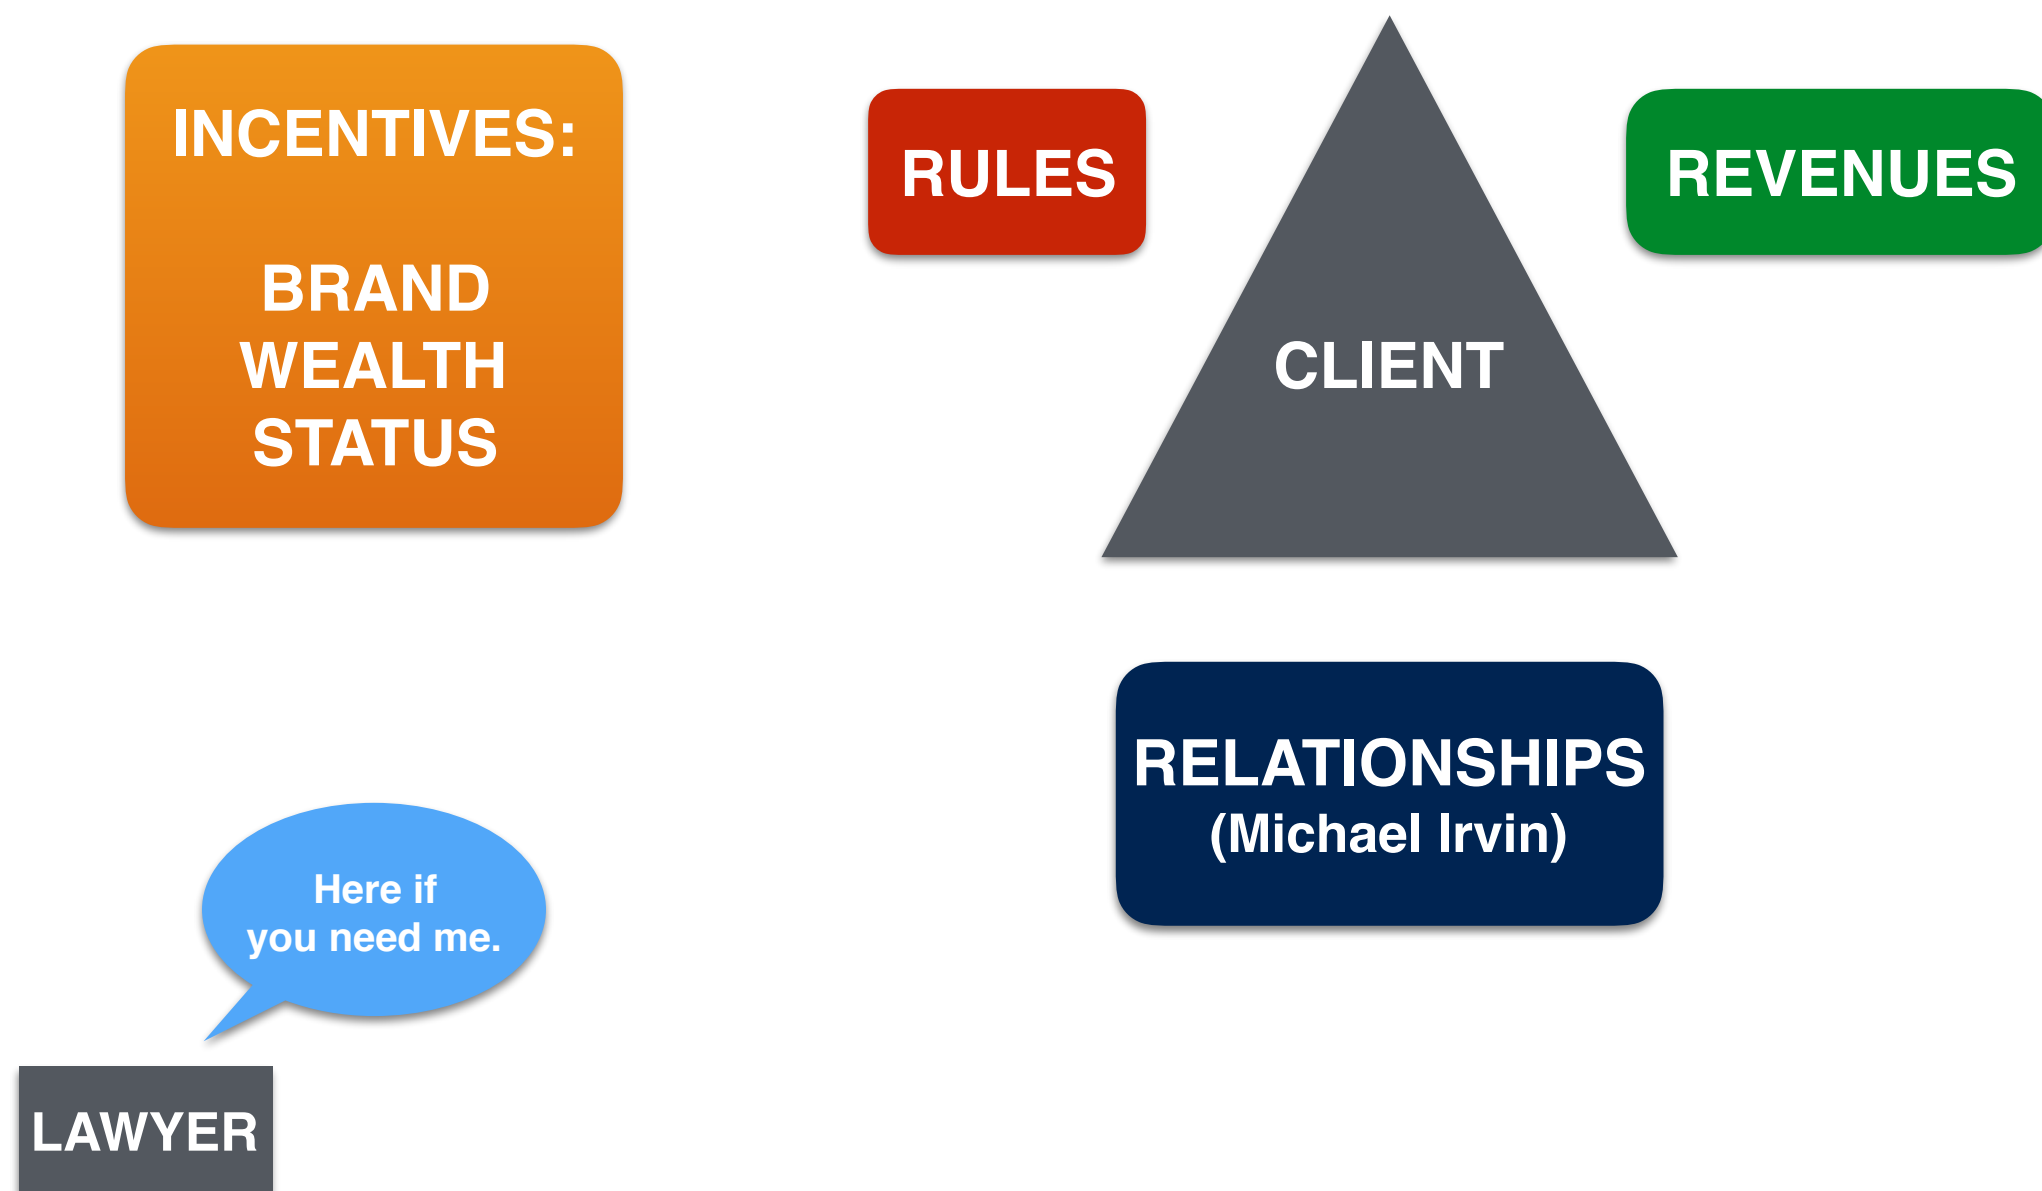 INCENTIVES:
BRAND
WEALTH
STATUS
RULES
CLIENT
REVENUES
RELATIONSHIPS
(Michael Irvin)
Here if
you need me.
LAWYER